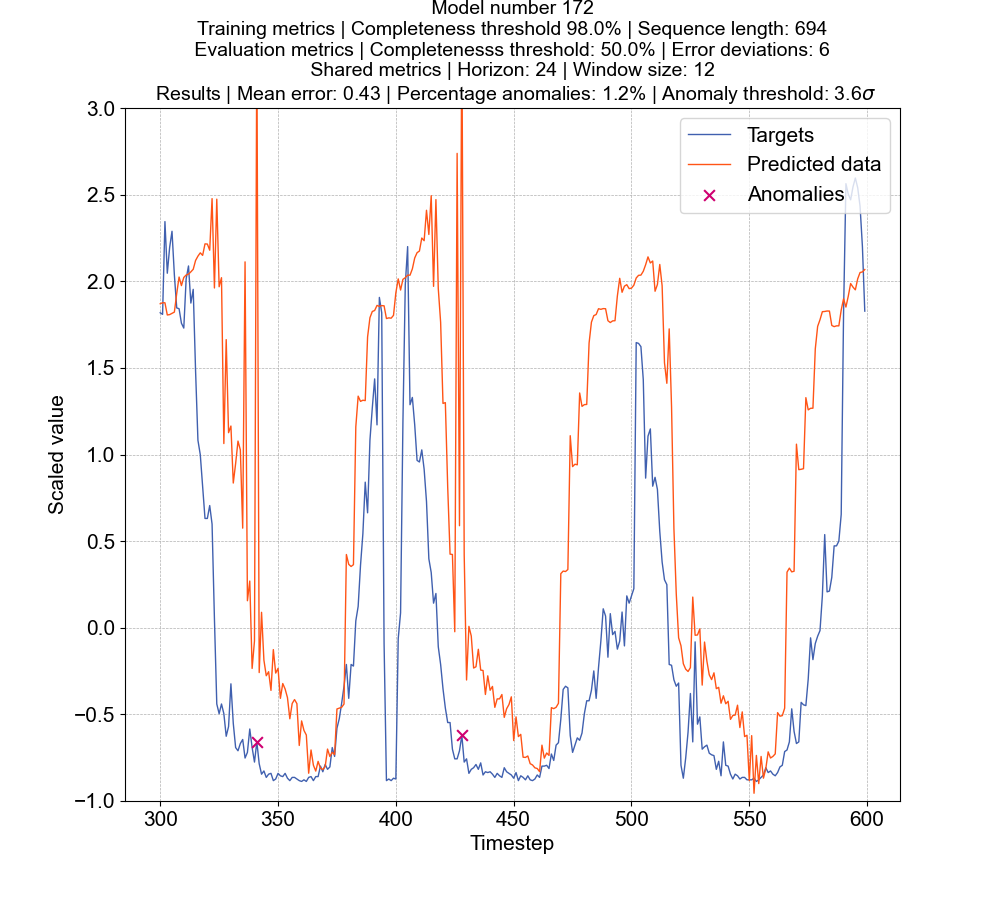 Model number 172
Training metrics | Completeness threshold 98.0% | Sequence length: 694
Evaluation metrics | Completenesss threshold: 50.0% | Error deviations: 6
Shared metrics | Horizon: 24 | Window size: 12
Results | Mean error: 0.43 | Percentage anomalies: 1.2% | Anomaly threshold: 3.6σ
Targets
Predicted data
Anomalies
Scaled value
3.0
2.5
2.0
1.5
1.0
0.5
0.0
−0.5
−1.0
300 350 400 450 500 550 600
Timestep